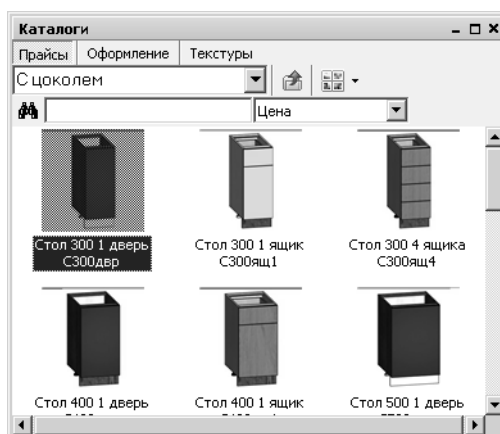 Каталоги
Прайсы Оформление Текстуры
С цоколем
Цена
Стол 300 1 дверь Стол 300 1 ящик Стол 300 4 ящика
С300двр С300ящ1 С300ящ4
Стол 400 1 дверь Стол 400 1 ящик Стол 500 1 дверь